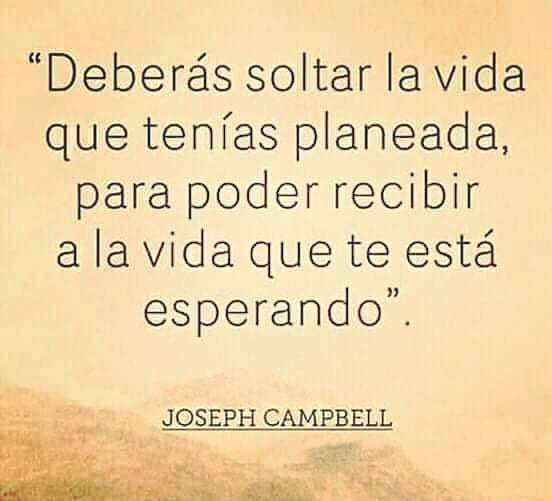 “Deberás soltar la vida
que tenías planeada,
para poder recibir
a la vida que te está
esperando”.
JOSEPH CAMPBELL